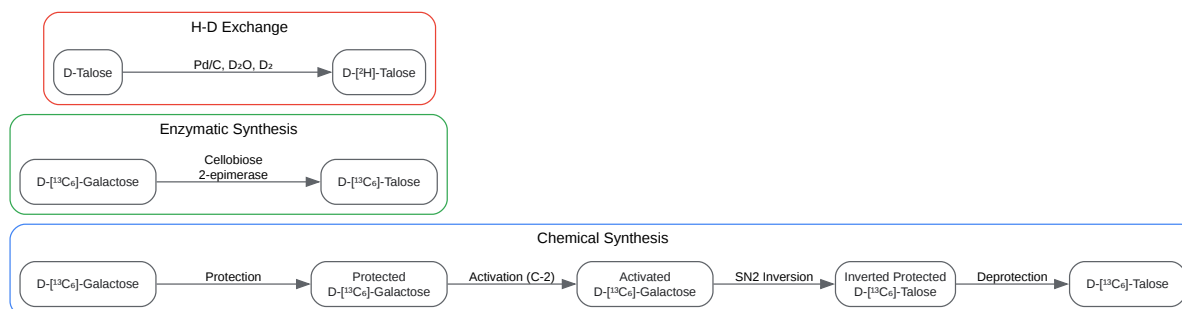 H-D Exchange
D-Talose
Pd/C, D₂O, D₂
D-[²H]-Talose
Enzymatic Synthesis
D-[¹³C₆]-Galactose
Cellobiose
2-epimerase
D-[¹³C₆]-Talose
Chemical Synthesis
D-[¹³C₆]-Galactose
Protection
Protected
D-[¹³C₆]-Galactose
Activation (C-2)
Activated
D-[¹³C₆]-Galactose
SN2 Inversion
Inverted Protected
D-[¹³C₆]-Talose
Deprotection
D-[¹³C₆]-Talose